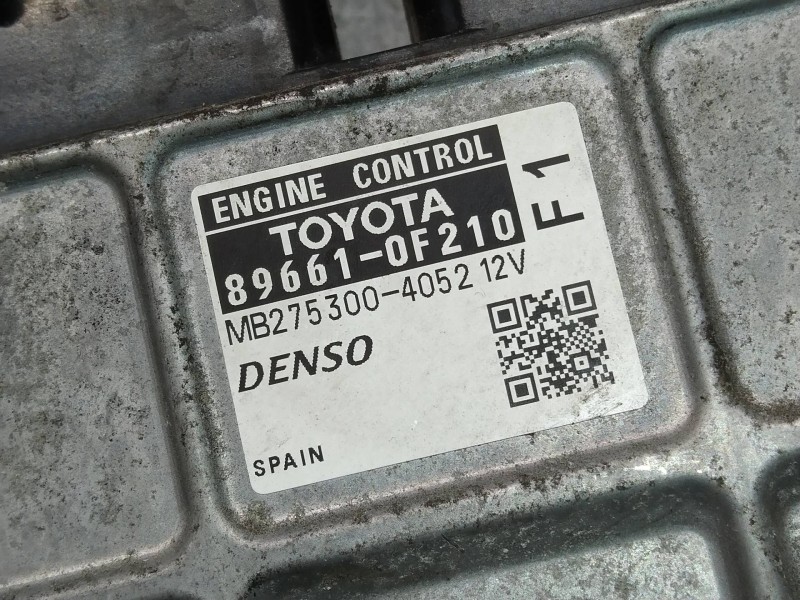 ENGINE CONTROL
TOYOTA
89661-0F210
F1
MB275300-4052 12V
DENSO
SPAIN